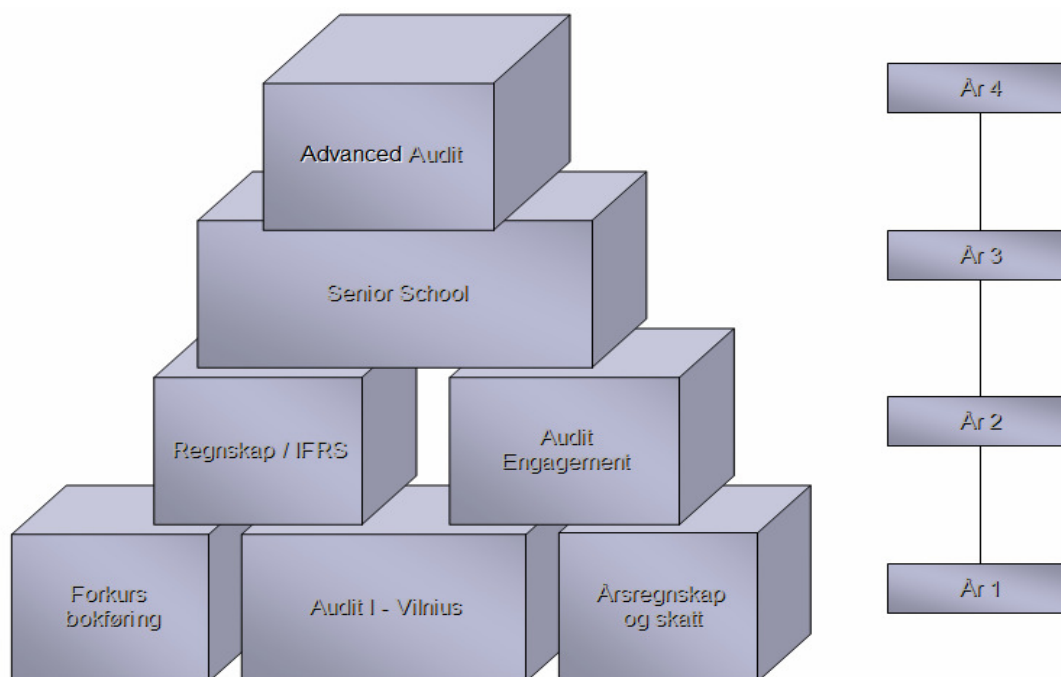 Advanced Audit
År 4
Senior School
År 3
Regnskap / IFRS
Audit
Engagement
År 2
Forkurs
bokføring
Audit I - Vilnius
Årsregnskap
og skatt
År 1